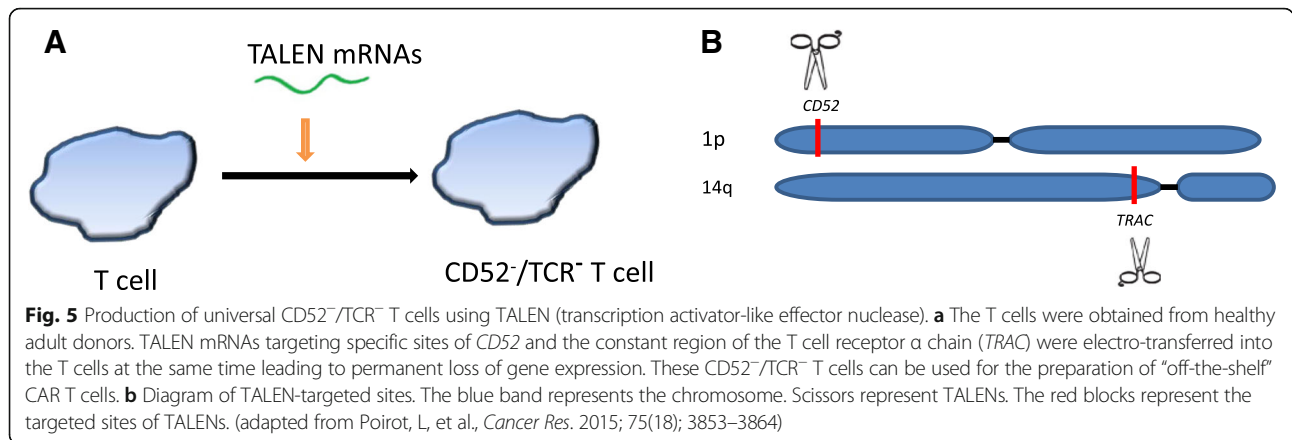 A
TALEN mRNAs
T cell
CD52⁻/TCR⁻ T cell
B
CD52
1p
14q
TRAC
Fig. 5 Production of universal CD52⁻/TCR⁻ T cells using TALEN (transcription activator-like effector nuclease). a The T cells were obtained from healthy
adult donors. TALEN mRNAs targeting specific sites of CD52 and the constant region of the T cell receptor α chain (TRAC) were electro-transferred into
the T cells at the same time leading to permanent loss of gene expression. These CD52⁻/TCR⁻ T cells can be used for the preparation of “off-the-shelf”
CAR T cells. b Diagram of TALEN-targeted sites. The blue band represents the chromosome. Scissors represent TALENs. The red blocks represent the
targeted sites of TALENs. (adapted from Poirot, L, et al., Cancer Res. 2015; 75(18); 3853–3864)